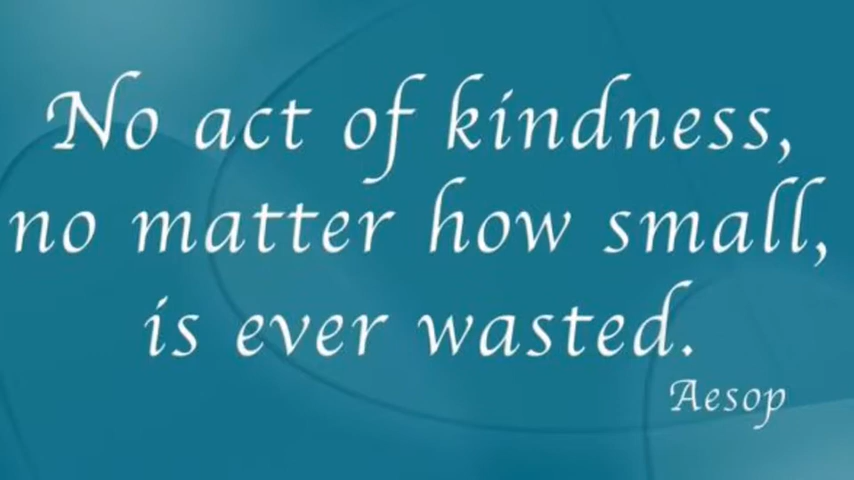 No act of kindness,
no matter how small,
is ever wasted.
Aesop